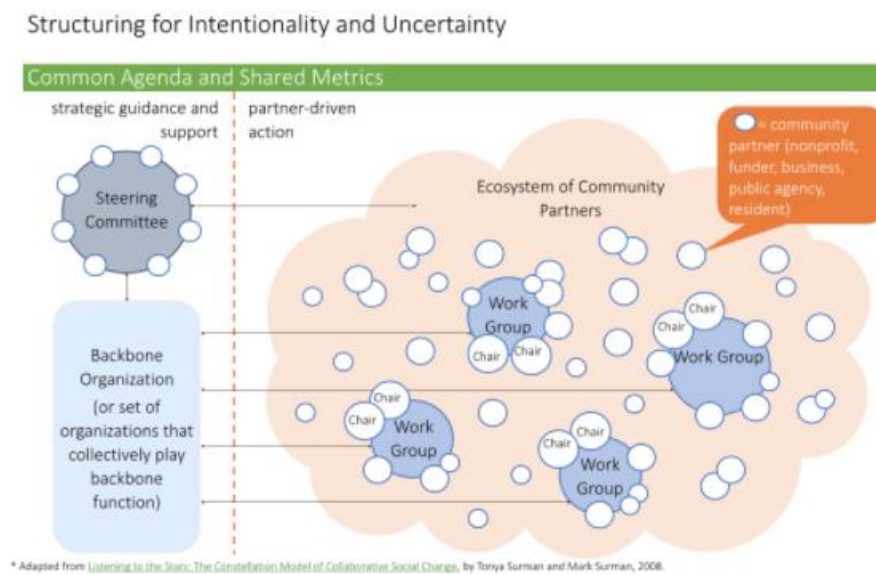 Structuring for Intentionality and Uncertainty
Common Agenda and Shared Metrics
strategic guidance and
support
partner-driven
action
= community
partner (nonprofit,
funder, business,
public agency,
resident)
Steering
Committee
Ecosystem of Community
Partners
Work
Group
Chair
Chair
Chair
Chair
Work Group
Backbone
Organization
(or set of
organizations that
collectively play
backbone
function)
Chair
Chair
Work
Group
Chair
Chair
Work
Group
* Adapted from Listening to the Stars: The Constellation Model of Collaborative Social Change, by Tonya Surman and Mark Surman, 2008.